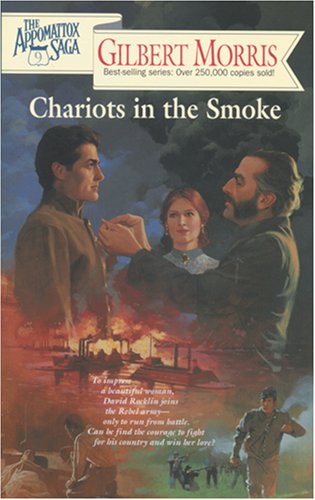 THE
APPOMATTOX
SAGA
9
GILBERT MORRIS
Best-selling series: Over 250,000 copies sold!
Chariots in the Smoke
To impress
a beautiful woman,
David Rocklin joins
the Rebel army—
only to run from battle.
Can he find the courage to fight
for his country and win her love?